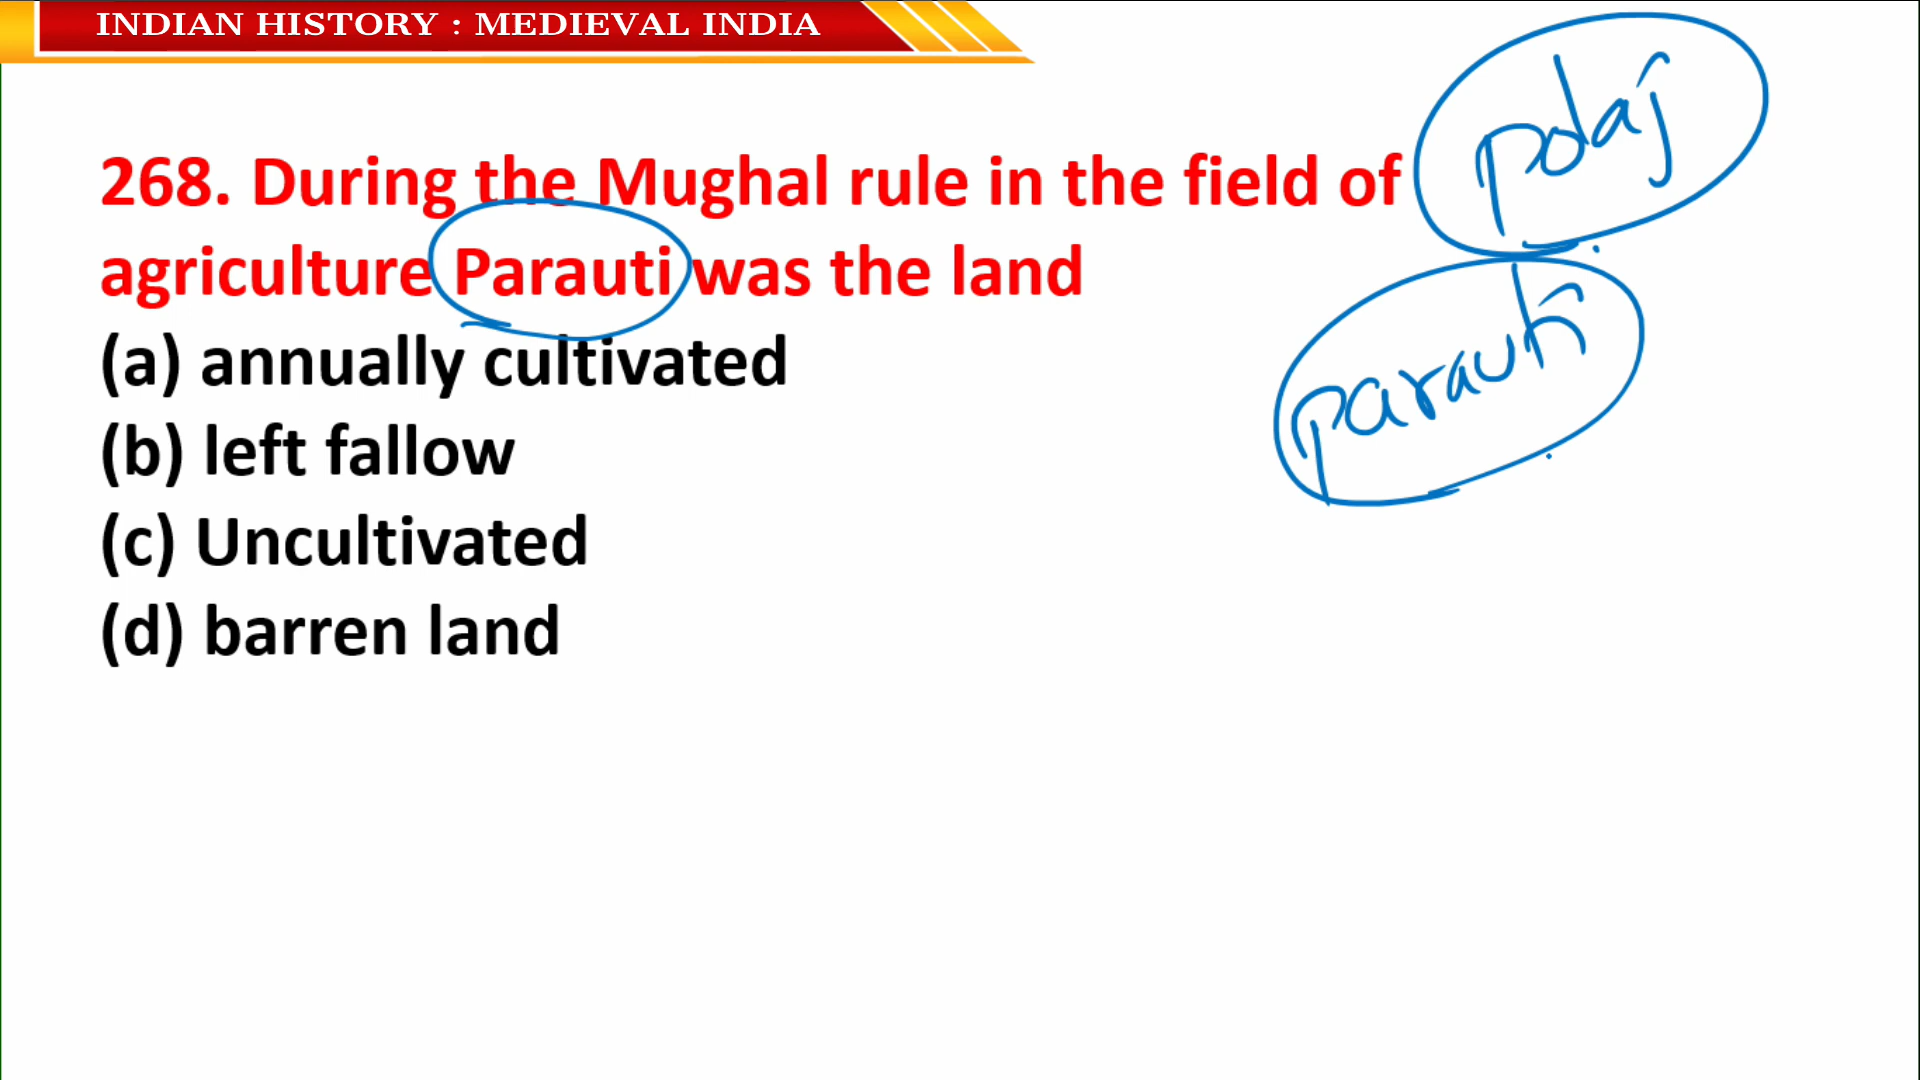 INDIAN HISTORY : MEDIEVAL INDIA
polaj
268. During the Mughal rule in the field of
agriculture Parauti was the land
parauti
(a) annually cultivated
(b) left fallow
(c) Uncultivated
(d) barren land